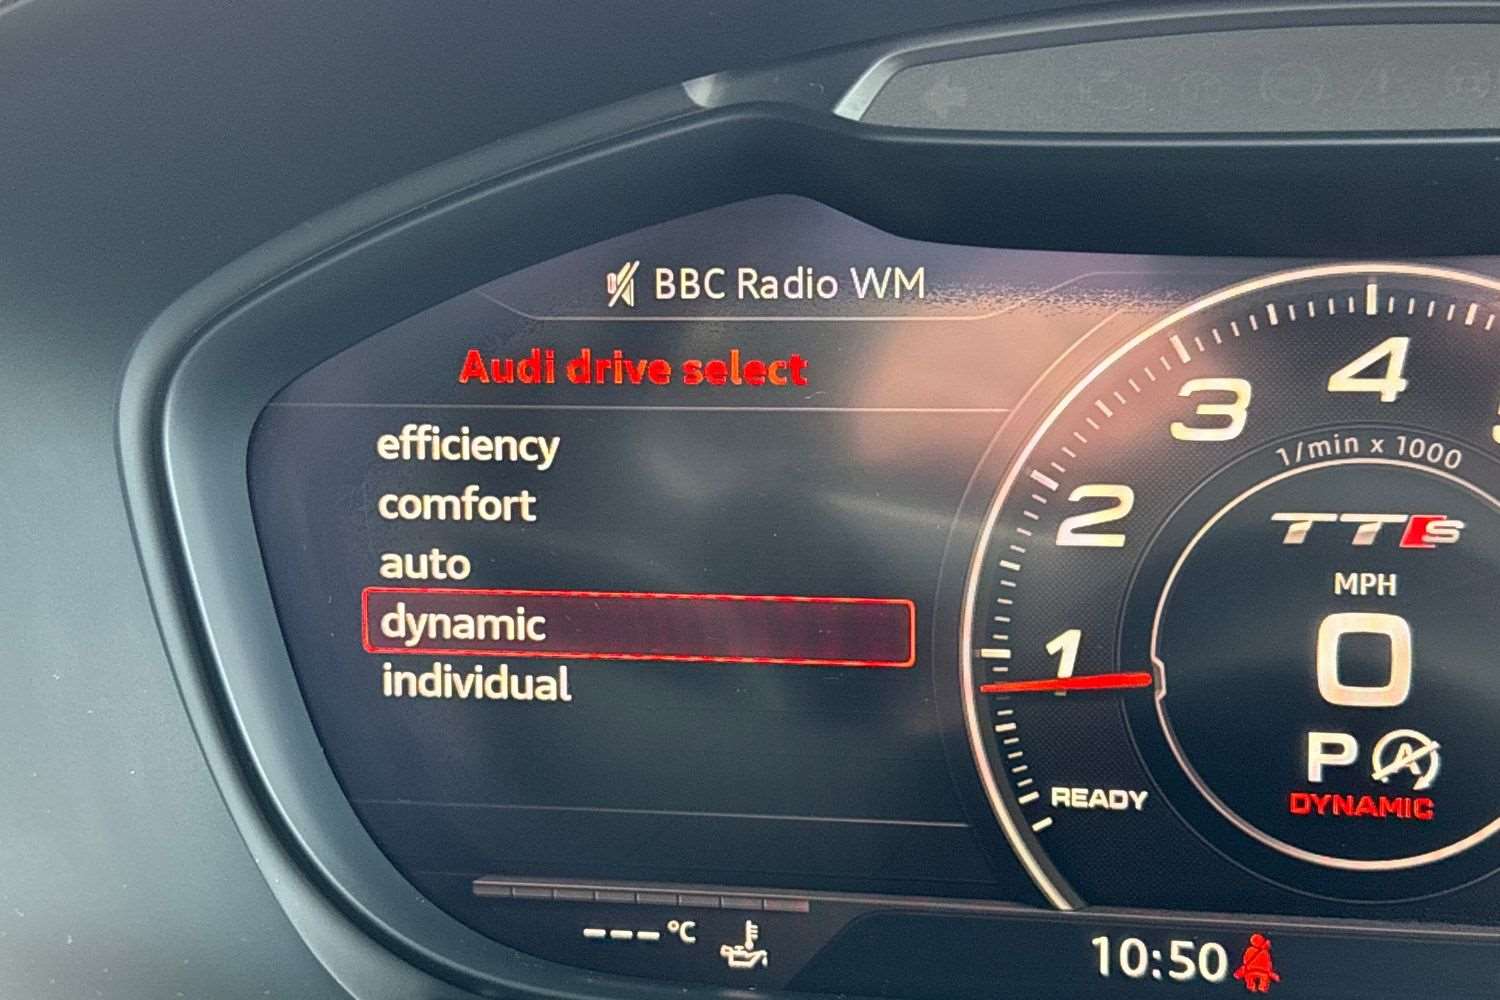 BBC Radio WM
Audi drive select
efficiency
comfort
auto
dynamic
individual
1
2
3
4
1/min x 1000
TTS
MPH
0
P A
DYNAMIC
READY
---°C
10:50